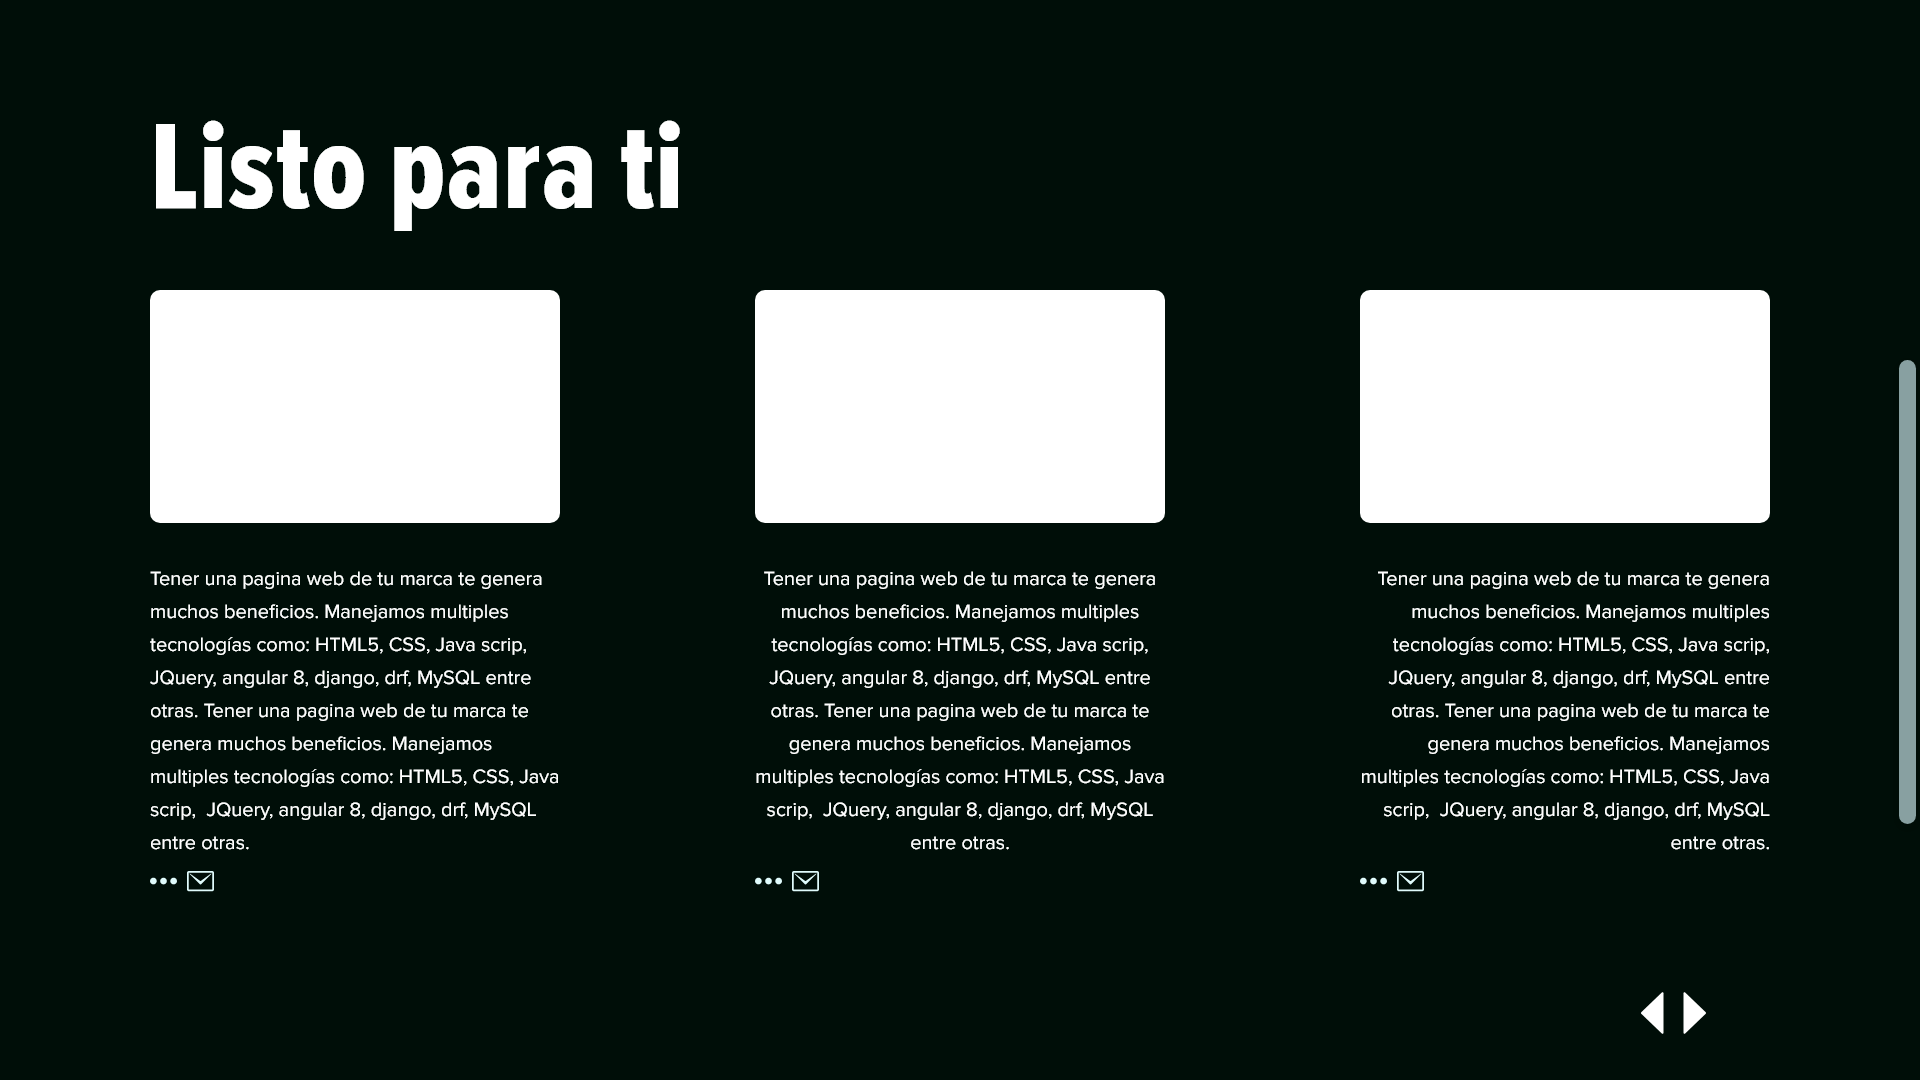 Listo para ti
Tener una pagina web de tu marca te genera
muchos beneficios. Manejamos multiples
tecnologías como: HTML5, CSS, Java scrip,
JQuery, angular 8, django, drf, MySQL entre
otras. Tener una pagina web de tu marca te
genera muchos beneficios. Manejamos
multiples tecnologías como: HTML5, CSS, Java
scrip,  JQuery, angular 8, django, drf, MySQL
entre otras.
Tener una pagina web de tu marca te genera
muchos beneficios. Manejamos multiples
tecnologías como: HTML5, CSS, Java scrip,
JQuery, angular 8, django, drf, MySQL entre
otras. Tener una pagina web de tu marca te
genera muchos beneficios. Manejamos
multiples tecnologías como: HTML5, CSS, Java
scrip,  JQuery, angular 8, django, drf, MySQL
entre otras.
Tener una pagina web de tu marca te genera
muchos beneficios. Manejamos multiples
tecnologías como: HTML5, CSS, Java scrip,
JQuery, angular 8, django, drf, MySQL entre
otras. Tener una pagina web de tu marca te
genera muchos beneficios. Manejamos
multiples tecnologías como: HTML5, CSS, Java
scrip,  JQuery, angular 8, django, drf, MySQL
entre otras.